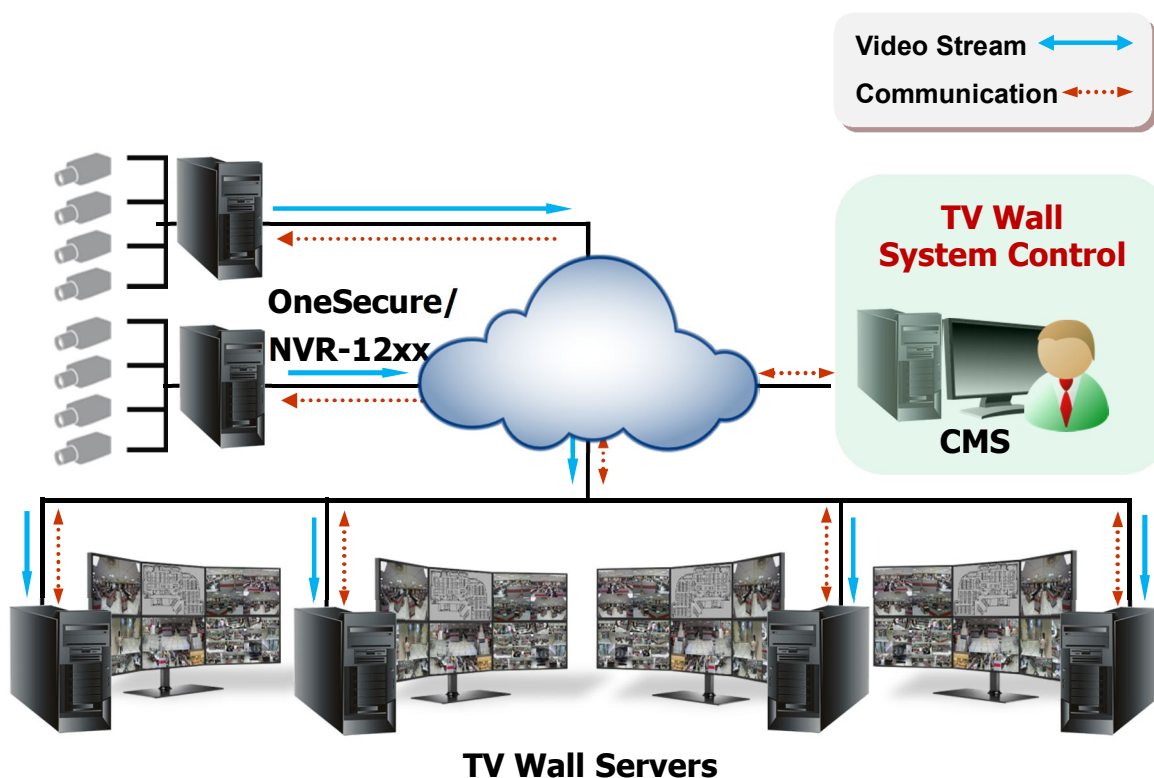 Video Stream
Communication
TV Wall
System Control
OneSecure/
NVR-12xx
CMS
TV Wall Servers